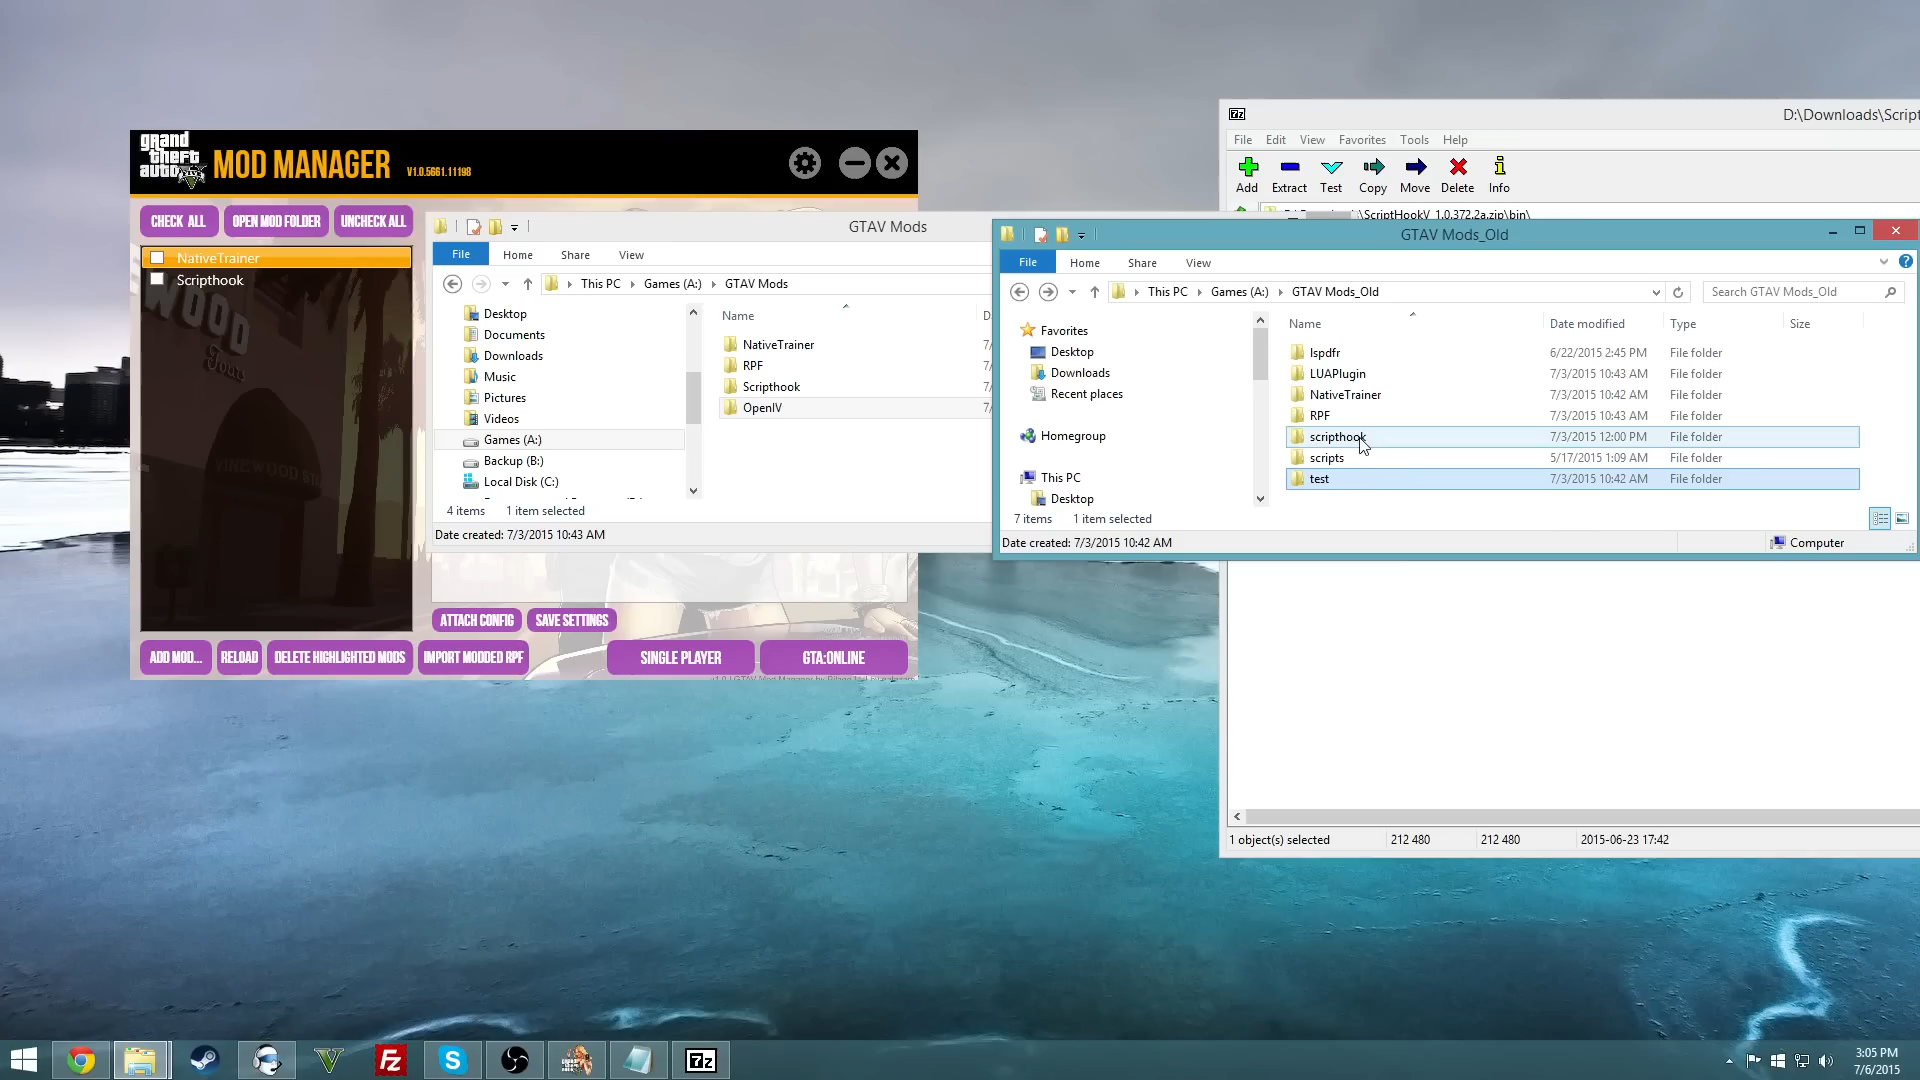 grand
theft
auto
MOD MANAGER
V1.0.5661.11198
CHECK ALL
OPEN MOD FOLDER
UNCHECK ALL
NativeTrainer
Scripthook
WOOD
Tours
ATTACH CONFIG
SAVE SETTINGS
ADD MOD...
RELOAD
DELETE HIGHLIGHTED MODS
IMPORT MODDED RPF
SINGLE PLAYER
GTA:ONLINE
GTAV Mods
File
Home
Share
View
This PC
Games (A:)
GTAV Mods
Desktop
Documents
Downloads
Music
Pictures
Videos
Games (A:)
Backup (B:)
Local Disk (C:)
Name
D
NativeTrainer
7/
RPF
7/
Scripthook
7/
OpenIV
7/
4 items
1 item selected
Date created: 7/3/2015 10:43 AM
D:\Downloads\Script
File
Edit
View
Favorites
Tools
Help
Add
Extract
Test
Copy
Move
Delete
Info
\ScriptHookV_1.0.372.2a.zip\bin\
GTAV Mods_Old
File
Home
Share
View
This PC
Games (A:)
GTAV Mods_Old
Search GTAV Mods_Old
Favorites
Desktop
Downloads
Recent places
Homegroup
This PC
Desktop
Name
Date modified
Type
Size
lspdfr
6/22/2015 2:45 PM
File folder
LUAPlugin
7/3/2015 10:43 AM
File folder
NativeTrainer
7/3/2015 10:42 AM
File folder
RPF
7/3/2015 10:43 AM
File folder
scripthook
7/3/2015 12:00 PM
File folder
scripts
5/17/2015 1:09 AM
File folder
test
7/3/2015 10:42 AM
File folder
7 items
1 item selected
Date created: 7/3/2015 10:42 AM
Computer
1 object(s) selected
212 480
212 480
2015-06-23 17:42
3:05 PM
7/6/2015